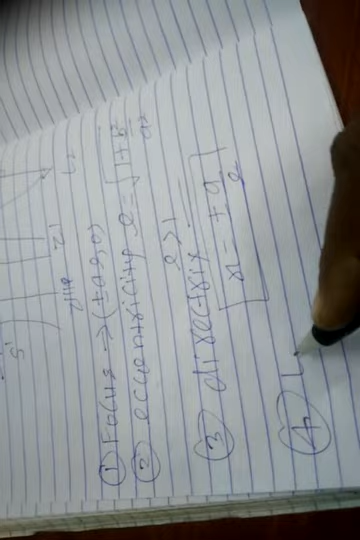 ① Focus → (±ae, 0)
② eccentricity e = √(1 + b²/a²)
e > 1
③ directrix
x = ± a/e
④ L